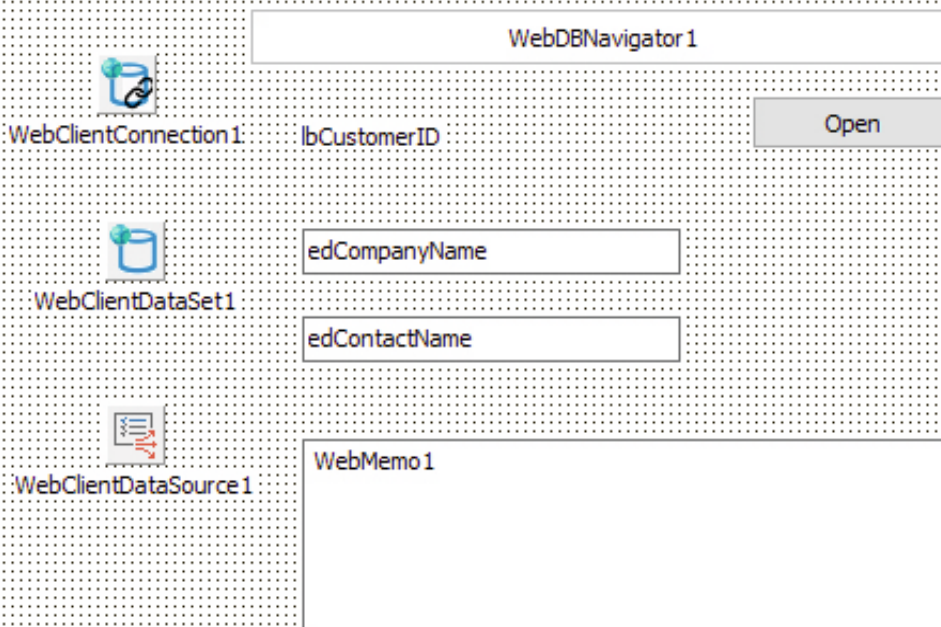 WebDBNavigator1
WebClientConnection1
lbCustomerID
Open
edCompanyName
WebClientDataSet1
edContactName
WebMemo1
WebClientDataSource1